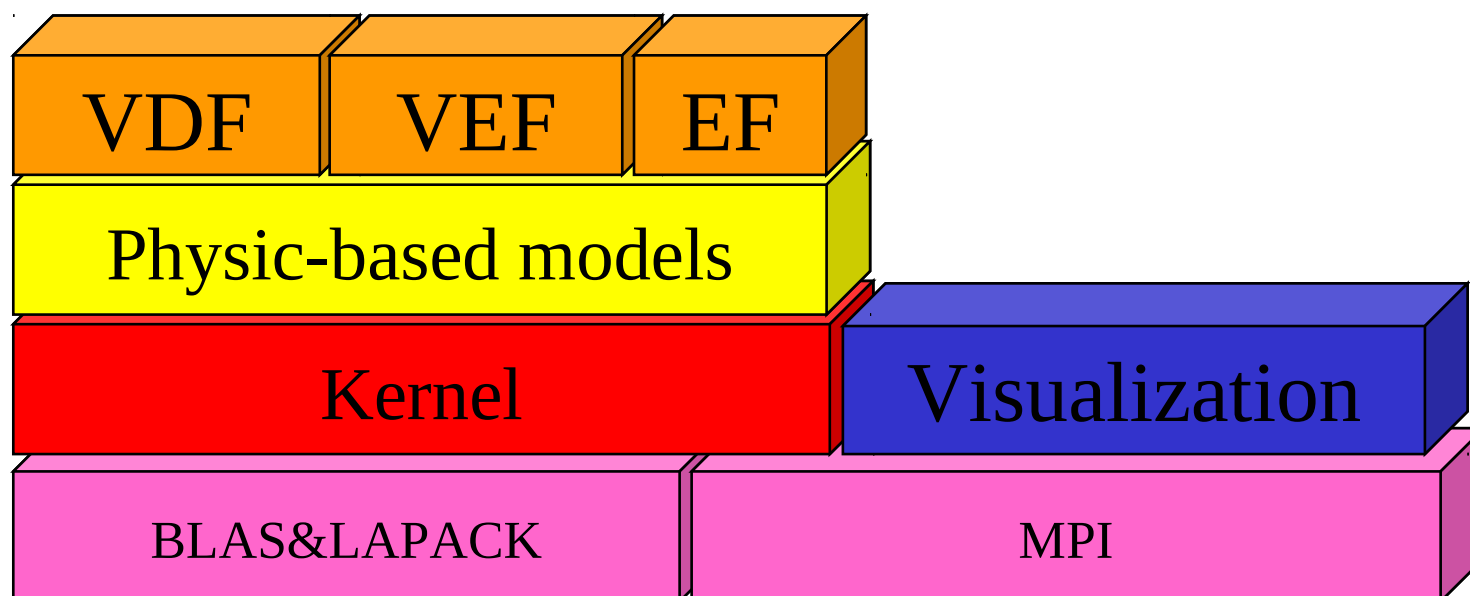 VDF VEF EF
Physic-based models
Kernel Visualization
BLAS&LAPACK MPI